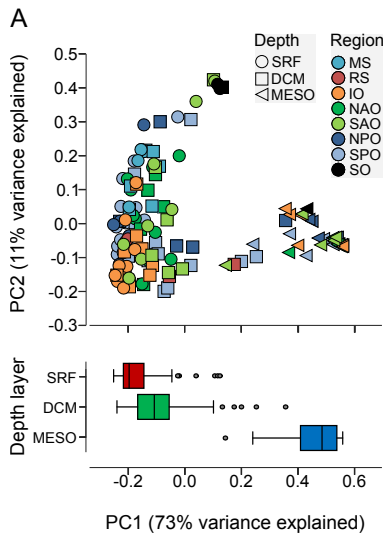 A
Depth
SRF
DCM
MESO
Region
MS
RS
IO
NAO
SAO
NPO
SPO
SO
PC2 (11% variance explained)
0.5
0.4
0.3
0.2
0.1
0.0
-0.1
-0.2
-0.3
Depth layer
SRF
DCM
MESO
-0.2 0.0 0.2 0.4 0.6
PC1 (73% variance explained)